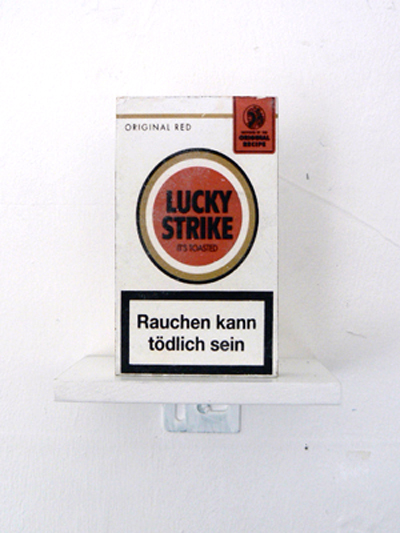 ORIGINAL RED
ORIGINAL
RECIPE
LUCKY
STRIKE
IT'S TOASTED
Rauchen kann
tödlich sein